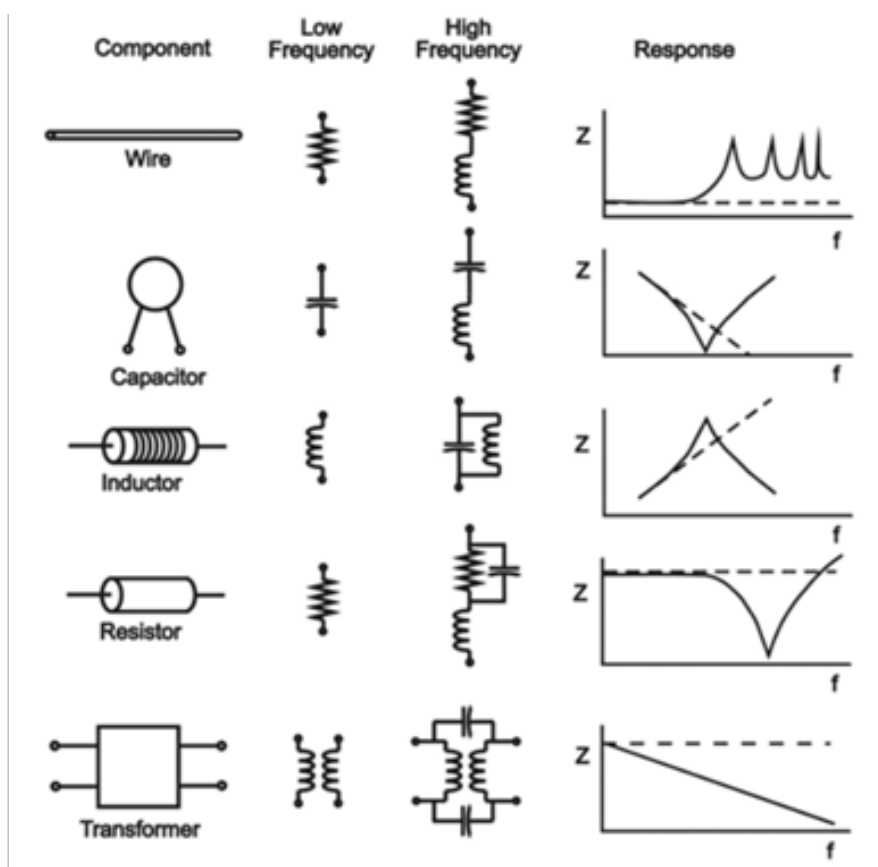 Component
Low
Frequency
High
Frequency
Response
Wire
Z
f
Capacitor
Z
f
Inductor
Z
f
Resistor
Z
f
Transformer
Z
f